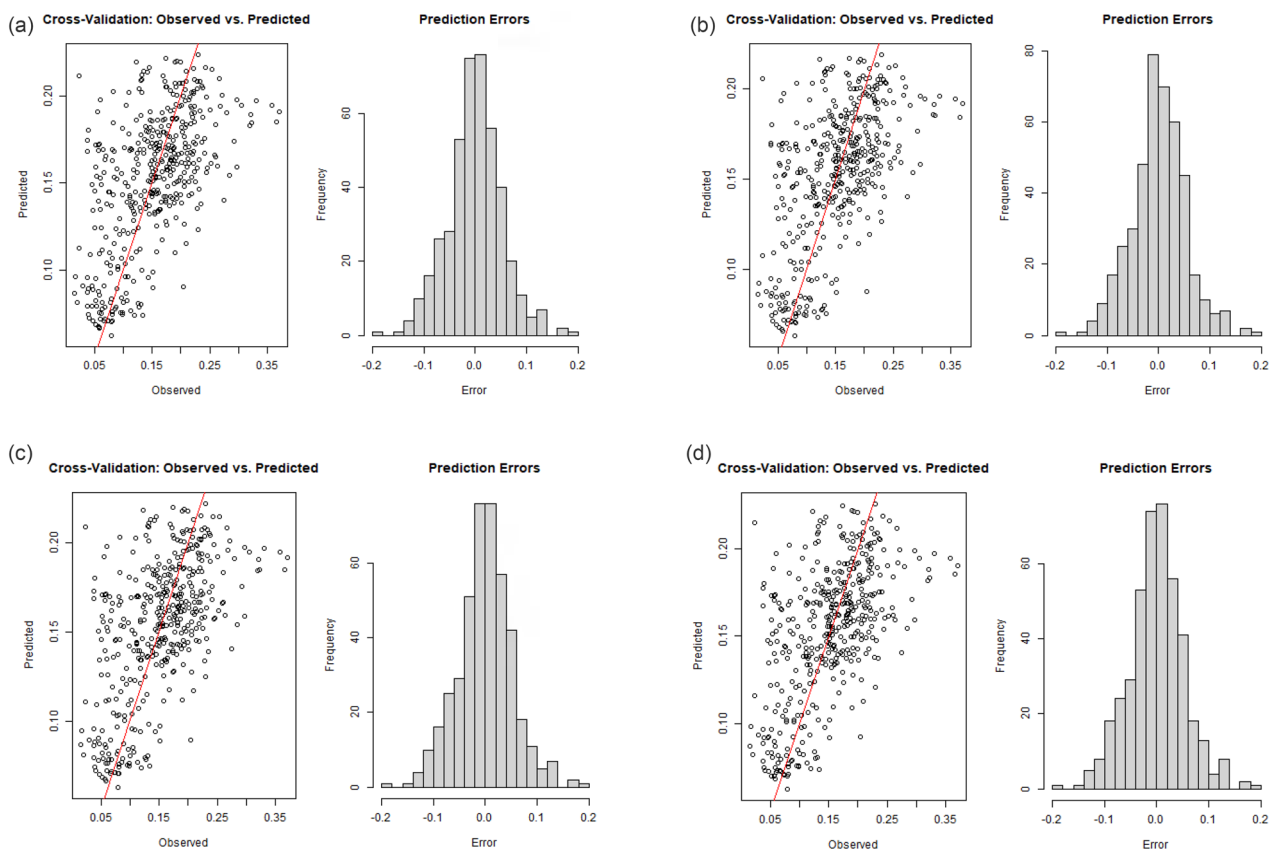 (a)
Cross-Validation: Observed vs. Predicted
Prediction Errors
Predicted
0.20
0.15
0.10
0.05 0.15 0.25 0.35
Observed
Frequency
60
40
20
0
-0.2 -0.1 0.0 0.1 0.2
Error
(b)
Cross-Validation: Observed vs. Predicted
Prediction Errors
Predicted
0.20
0.15
0.10
0.05 0.15 0.25 0.35
Observed
Frequency
80
60
40
20
0
-0.2 -0.1 0.0 0.1 0.2
Error
(c)
Cross-Validation: Observed vs. Predicted
Prediction Errors
Predicted
0.20
0.15
0.10
0.05 0.15 0.25 0.35
Observed
Frequency
60
40
20
0
-0.2 -0.1 0.0 0.1 0.2
Error
(d)
Cross-Validation: Observed vs. Predicted
Prediction Errors
Predicted
0.20
0.15
0.10
0.05 0.15 0.25 0.35
Observed
Frequency
60
40
20
0
-0.2 -0.1 0.0 0.1 0.2
Error